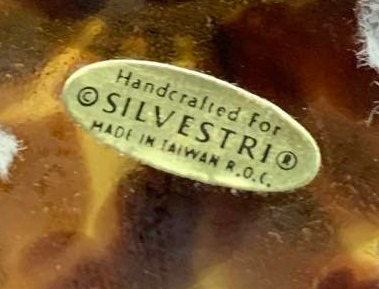 Handcrafted For
© SILVESTRI ®
MADE IN TAIWAN R.O.C.